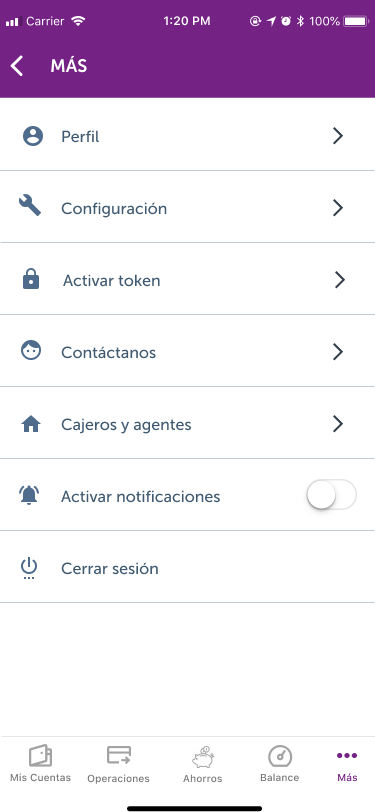 Carrier 1:20 PM 100%
MÁS
Perfil
Configuración
Activar token
Contáctanos
Cajeros y agentes
Activar notificaciones
Cerrar sesión
Mis Cuentas Operaciones Ahorros Balance Más